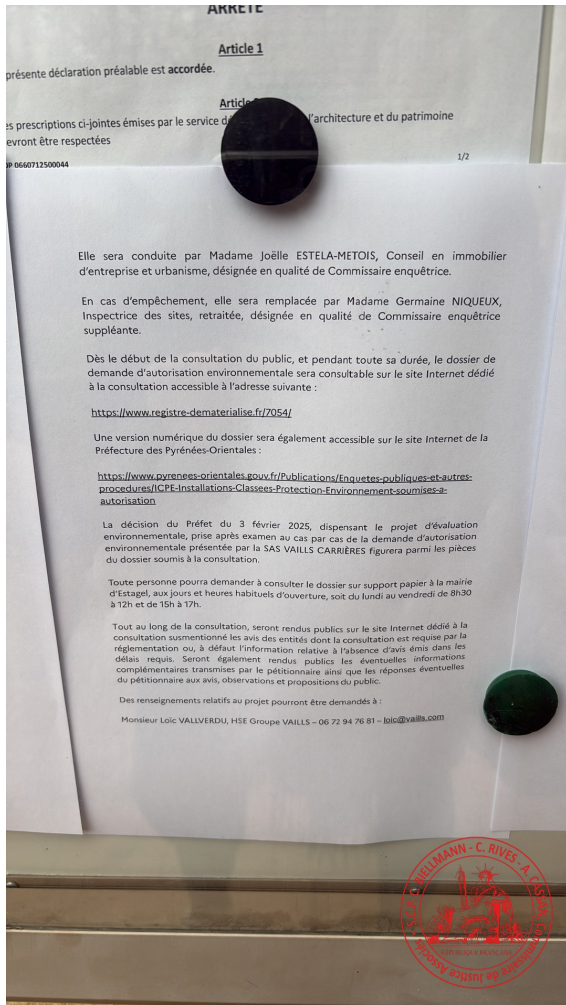 ARRÊTÉ
Article 1
présente déclaration préalable est accordée.
Article
es prescriptions ci-jointes émises par le service d l'architecture et du patrimoine
evront être respectées
DP 0660712500044
1/2
Elle sera conduite par Madame Joëlle ESTELA-METOIS, Conseil en immobilier
d'entreprise et urbanisme, désignée en qualité de Commissaire enquêtrice.
En cas d'empêchement, elle sera remplacée par Madame Germaine NIQUEUX,
Inspectrice des sites, retraitée, désignée en qualité de Commissaire enquêtrice
suppléante.
Dès le début de la consultation du public, et pendant toute sa durée, le dossier de
demande d'autorisation environnementale sera consultable sur le site Internet dédié
à la consultation accessible à l'adresse suivante :
https://www.registre-dematerialise.fr/7054/
Une version numérique du dossier sera également accessible sur le site Internet de la
Préfecture des Pyrénées-Orientales :
https://www.pyrenees-orientales.gouv.fr/Publications/Enquetes-publiques-et-autres-
procedures/ICPE-Installations-Classees-Protection-Environnement-soumises-a-
autorisation
La décision du Préfet du 3 février 2025, dispensant le projet d'évaluation
environnementale, prise après examen au cas par cas de la demande d'autorisation
environnementale présentée par la SAS VAILLS CARRIÈRES figurera parmi les pièces
du dossier soumis à la consultation.
Toute personne pourra demander à consulter le dossier sur support papier à la mairie
d'Estagel, aux jours et heures habituels d'ouverture, soit du lundi au vendredi de 8h30
à 12h et de 15h à 17h.
Tout au long de la consultation, seront rendus publics sur le site Internet dédié à la
consultation susmentionné les avis des entités dont la consultation est requise par la
réglementation ou, à défaut l'information relative à l'absence d'avis émis dans les
délais requis. Seront également rendus publics les éventuelles informations
complémentaires transmises par le pétitionnaire ainsi que les réponses éventuelles
du pétitionnaire aux avis, observations et propositions du public.
Des renseignements relatifs au projet pourront être demandés à :
Monsieur Loïc VALLVERDU, HSE Groupe VAILLS – 06 72 94 76 81 – loic@vaills.com
S.C.P. D. BIELLMANN - C. RIVES - A. CASSAN
Commissaire de Justice Associés